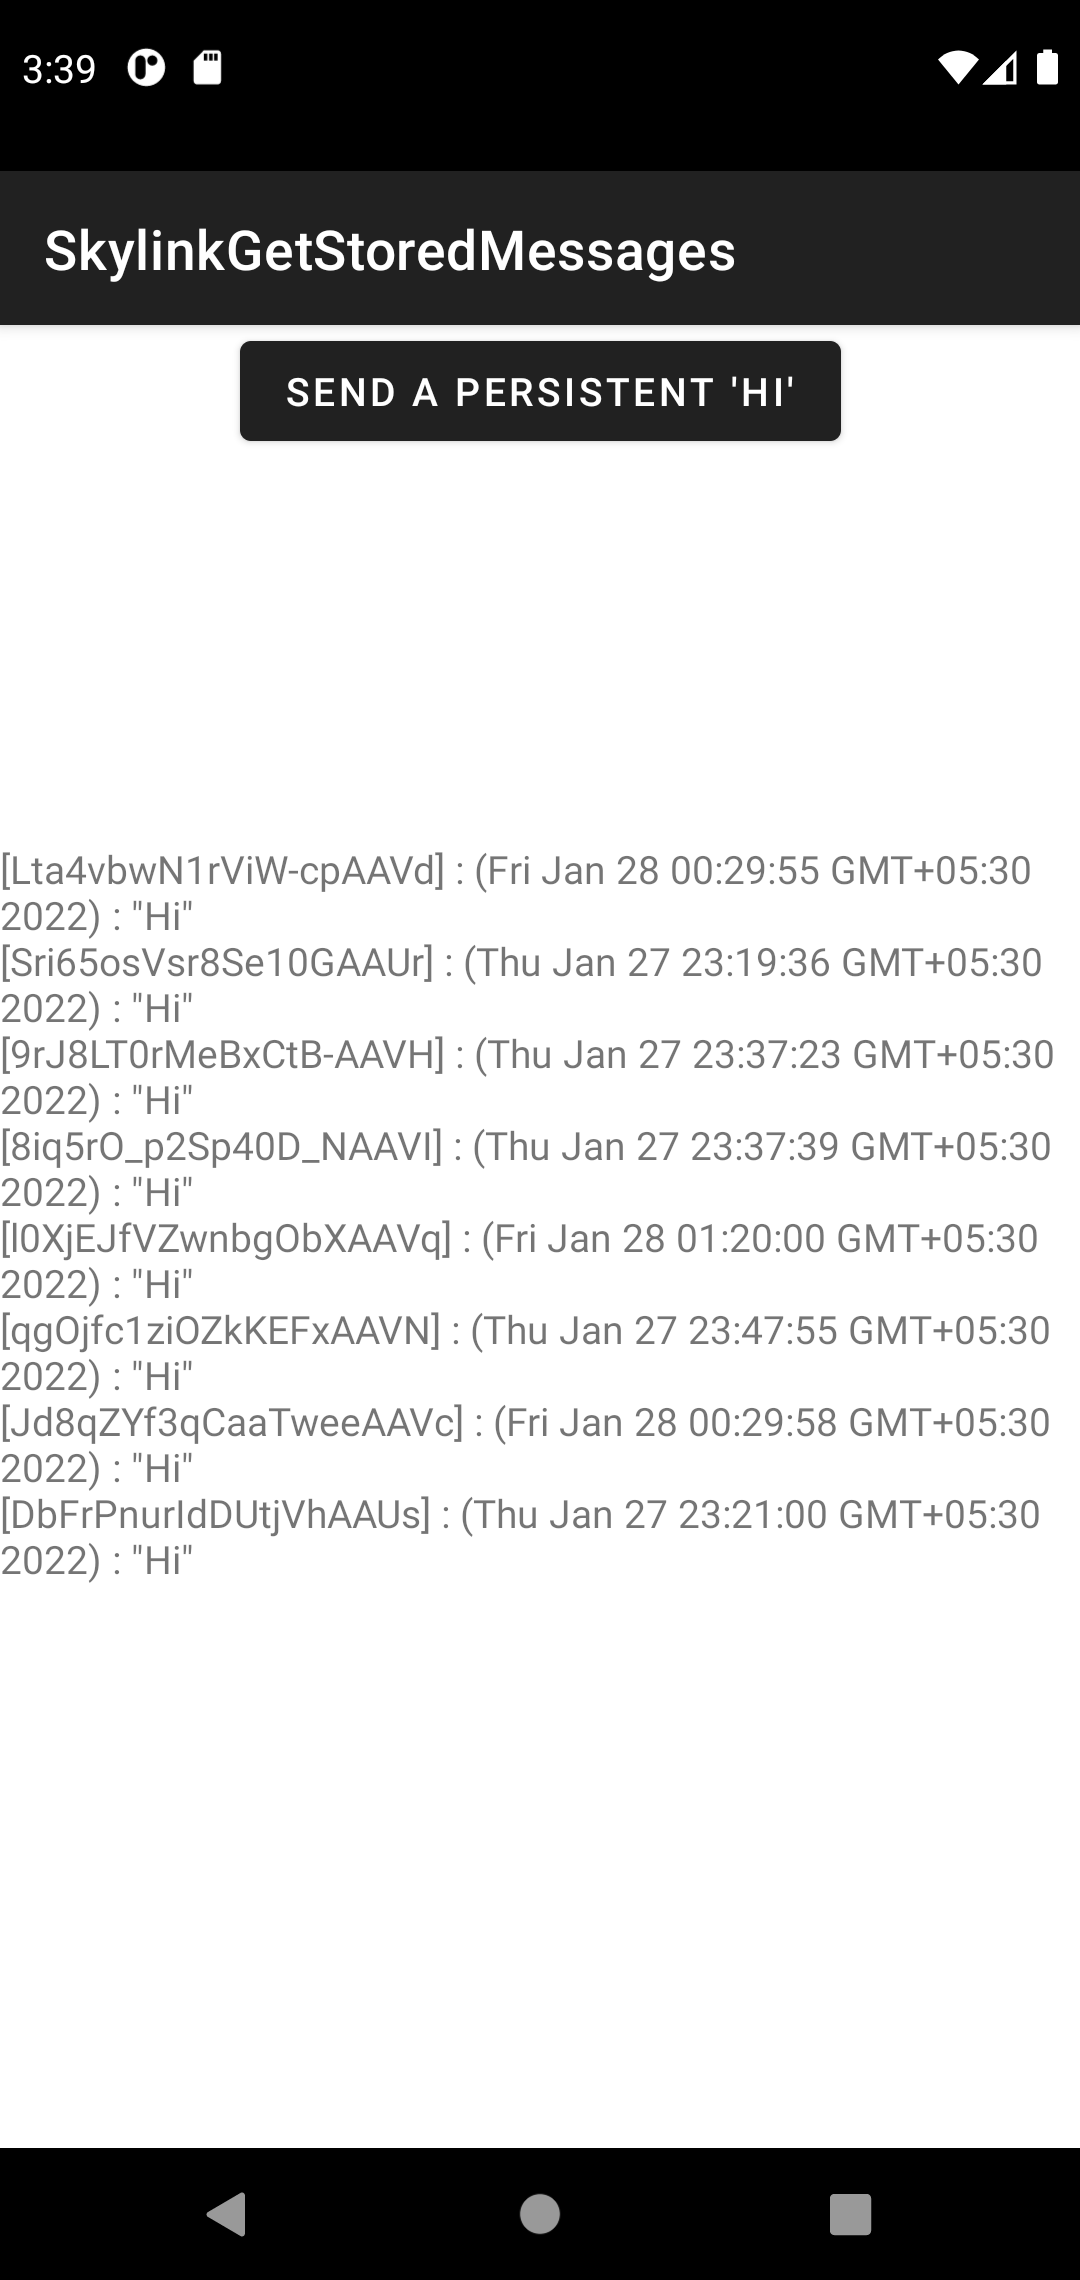 3:39
SkylinkGetStoredMessages
SEND A PERSISTENT 'HI'
[Lta4vbwN1rViW-cpAAVd] : (Fri Jan 28 00:29:55 GMT+05:30
2022) : "Hi"
[Sri65osVsr8Se10GAAUr] : (Thu Jan 27 23:19:36 GMT+05:30
2022) : "Hi"
[9rJ8LT0rMeBxCtB-AAVH] : (Thu Jan 27 23:37:23 GMT+05:30
2022) : "Hi"
[8iq5rO_p2Sp40D_NAAVI] : (Thu Jan 27 23:37:39 GMT+05:30
2022) : "Hi"
[l0XjEJfVZwnbgObXAAVq] : (Fri Jan 28 01:20:00 GMT+05:30
2022) : "Hi"
[qgOjfc1ziOZkKEFxAAVN] : (Thu Jan 27 23:47:55 GMT+05:30
2022) : "Hi"
[Jd8qZYf3qCaaTweeAAVc] : (Fri Jan 28 00:29:58 GMT+05:30
2022) : "Hi"
[DbFrPnurIdDUtjVhAAUs] : (Thu Jan 27 23:21:00 GMT+05:30
2022) : "Hi"